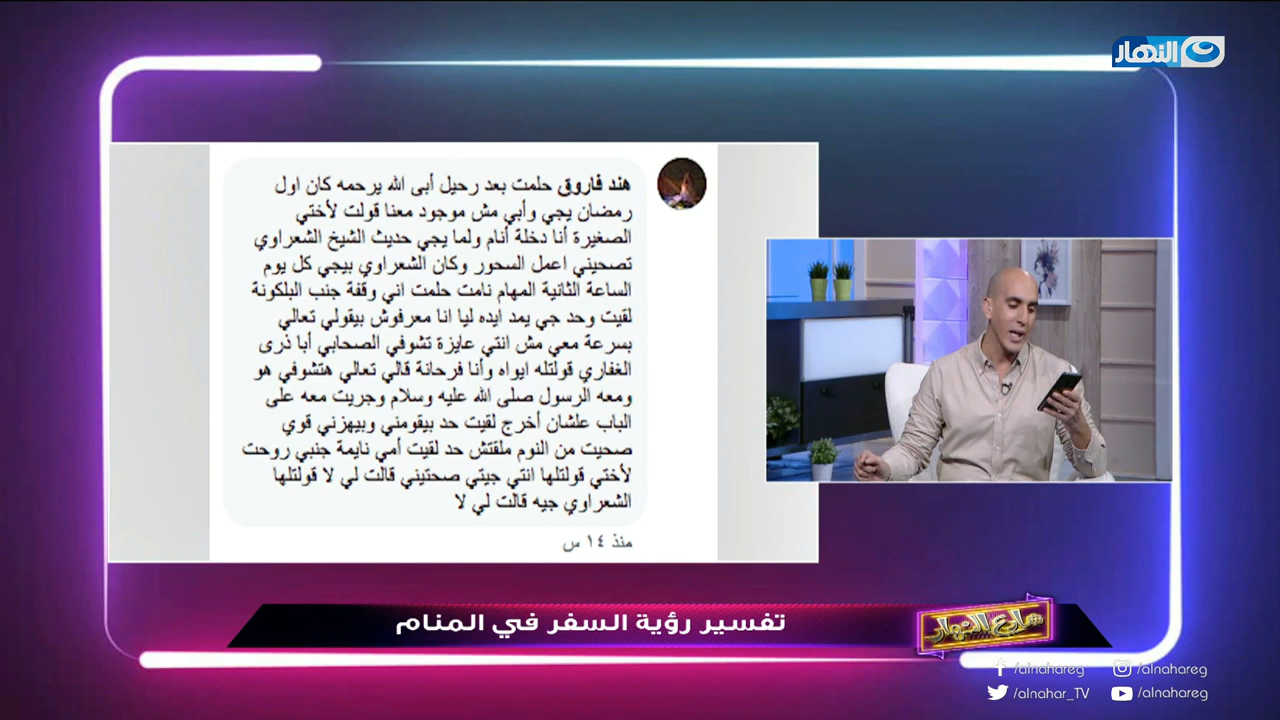 النهار
هند فاروق حلمت بعد رحيل أبى الله يرحمه كان اول
رمضان يجي وأبي مش موجود معنا قولت لأختي
الصغيرة أنا دخلة أنام ولما يجي حديث الشيخ الشعراوي
تصحيني اعمل السحور وكان الشعراوي بيجي كل يوم
الساعة الثانية المهام نامت حلمت اني وقفة جنب البلكونة
لقيت وحد جي يمد ايده ليا انا معرفوش بيقولي تعالي
بسرعة معي مش انتي عايزة تشوفي الصحابي أبا ذرى
الغفاري قولتله ايواه وأنا فرحانة قالي تعالي هتشوفي هو
ومعه الرسول صلى الله عليه وسلام وجريت معه على
الباب علشان أخرج لقيت حد بيقومني وبيهزني قوي
صحيت من النوم ملقتش حد لقيت أمي نايمة جنبي روحت
لأختي قولتلها انتي جيتي صحتيني قالت لي لا قولتلها
الشعراوي جيه قالت لي لا
منذ ١٤ س
تفسير رؤية السفر في المنام
شارع النهار
/alnahareg
/alnahareg
/alnahar_TV
/alnahareg